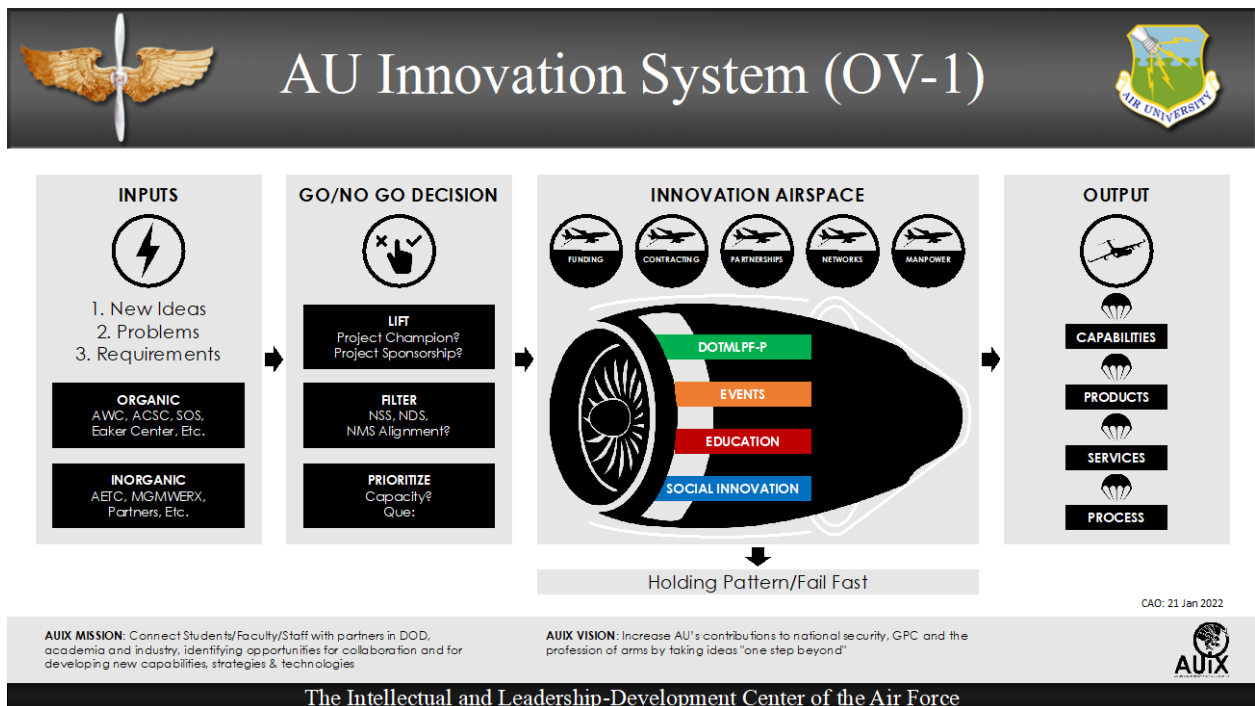 AU Innovation System (OV-1)
AIR UNIVERSITY
INPUTS
1. New Ideas
2. Problems
3. Requirements
ORGANIC
AWC, ACSC, SOS,
Eaker Center, Etc.
INORGANIC
AETC, MGMWERX,
Partners, Etc.
GO/NO GO DECISION
LIFT
Project Champion?
Project Sponsorship?
FILTER
NSS, NDS,
NMS Alignment?
PRIORITIZE
Capacity?
Que:
INNOVATION AIRSPACE
FUNDING
CONTRACTING
PARTNERSHIPS
NETWORKS
MANPOWER
DOTMLPF-P
EVENTS
EDUCATION
SOCIAL INNOVATION
Holding Pattern/Fail Fast
OUTPUT
CAPABILITIES
PRODUCTS
SERVICES
PROCESS
CAO: 21 Jan 2022
AUIX MISSION: Connect Students/Faculty/Staff with partners in DOD,
academia and industry, identifying opportunities for collaboration and for
developing new capabilities, strategies & technologies
AUIX VISION: Increase AU's contributions to national security, GPC and the
profession of arms by taking ideas "one step beyond"
AUiX
The Intellectual and Leadership-Development Center of the Air Force